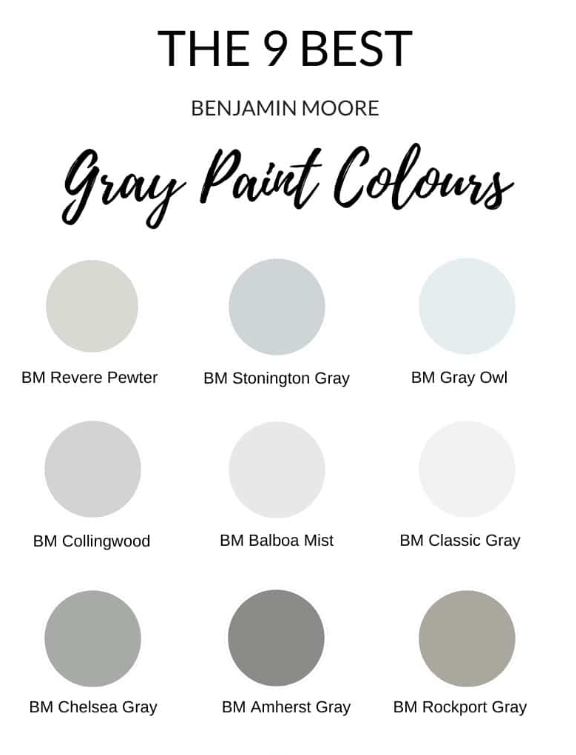 THE 9 BEST
BENJAMIN MOORE
Gray Paint Colours
BM Revere Pewter
BM Stonington Gray
BM Gray Owl
BM Collingwood
BM Balboa Mist
BM Classic Gray
BM Chelsea Gray
BM Amherst Gray
BM Rockport Gray